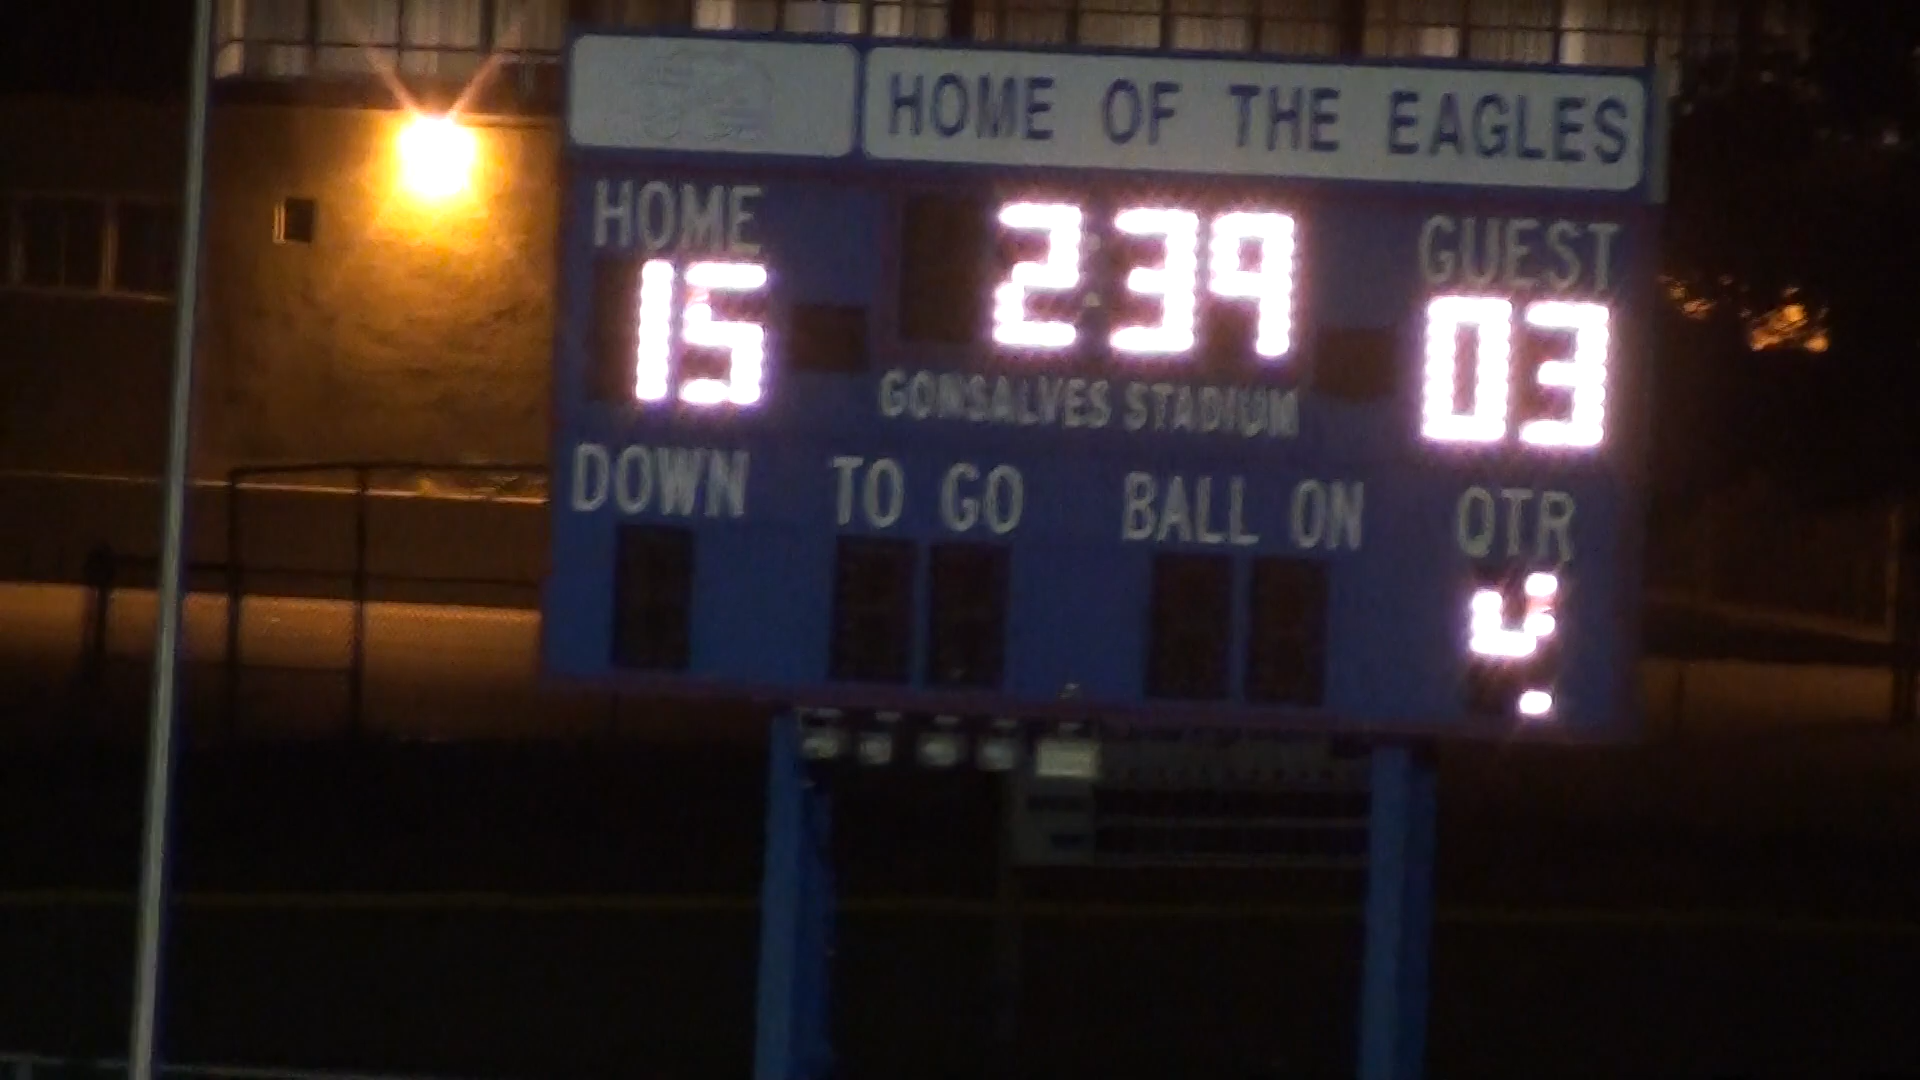 HOME OF THE EAGLES
HOME
2:39
GUEST
15
03
GONSALVES STADIUM
DOWN
TO GO
BALL ON
QTR